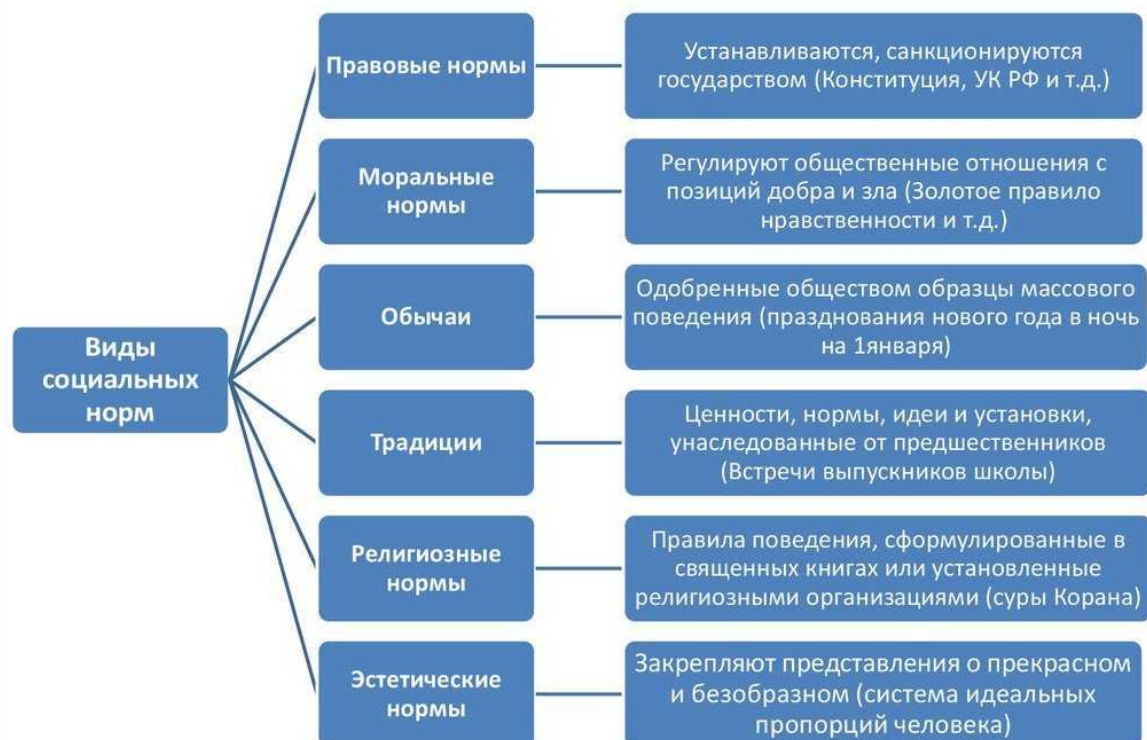 Виды
социальных
норм
Правовые нормы
Устанавливаются, санкционируются
государством (Конституция, УК РФ и т.д.)
Моральные
нормы
Регулируют общественные отношения с
позиций добра и зла (Золотое правило
нравственности и т.д.)
Обычаи
Одобренные обществом образцы массового
поведения (празднования нового года в ночь
на 1января)
Традиции
Ценности, нормы, идеи и установки,
унаследованные от предшественников
(Встречи выпускников школы)
Религиозные
нормы
Правила поведения, сформулированные в
священных книгах или установленные
религиозными организациями (суры Корана)
Эстетические
нормы
Закрепляют представления о прекрасном
и безобразном (система идеальных
пропорций человека)